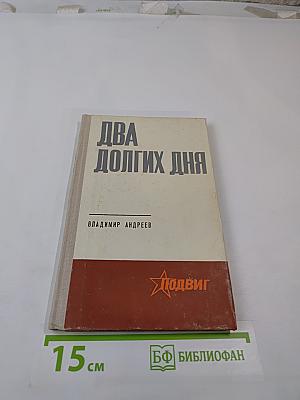 ДВА
ДОЛГИХ ДНЯ
ВЛАДИМИР АНДРЕЕВ
Подвиг
15 см
БФ БИБЛИОФАН